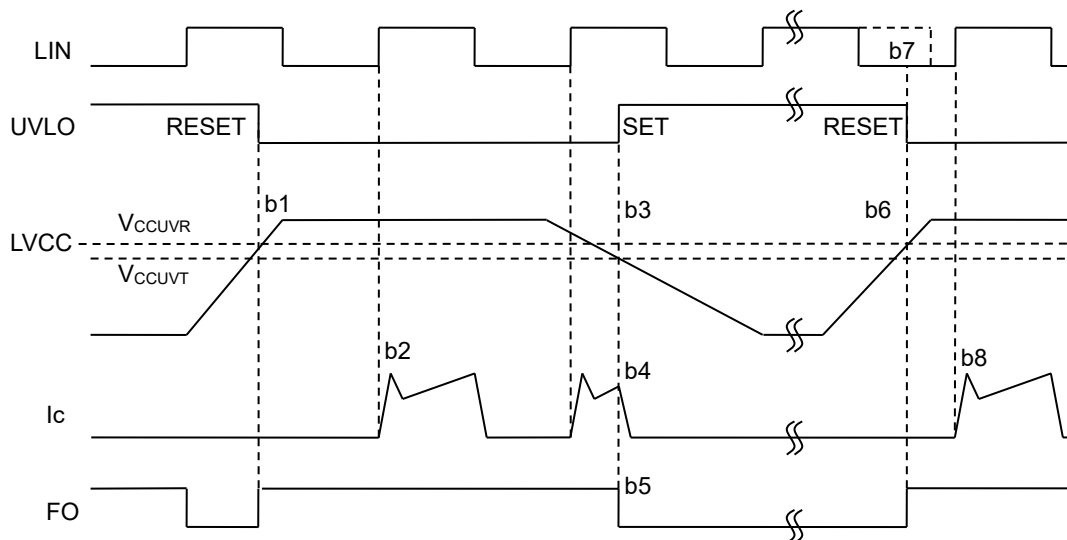 LIN
b7
UVLO
RESET
SET
RESET
b1
b3
b6
VCCUVR
LVCC
VCCUVT
b2
b4
b8
Ic
b5
FO